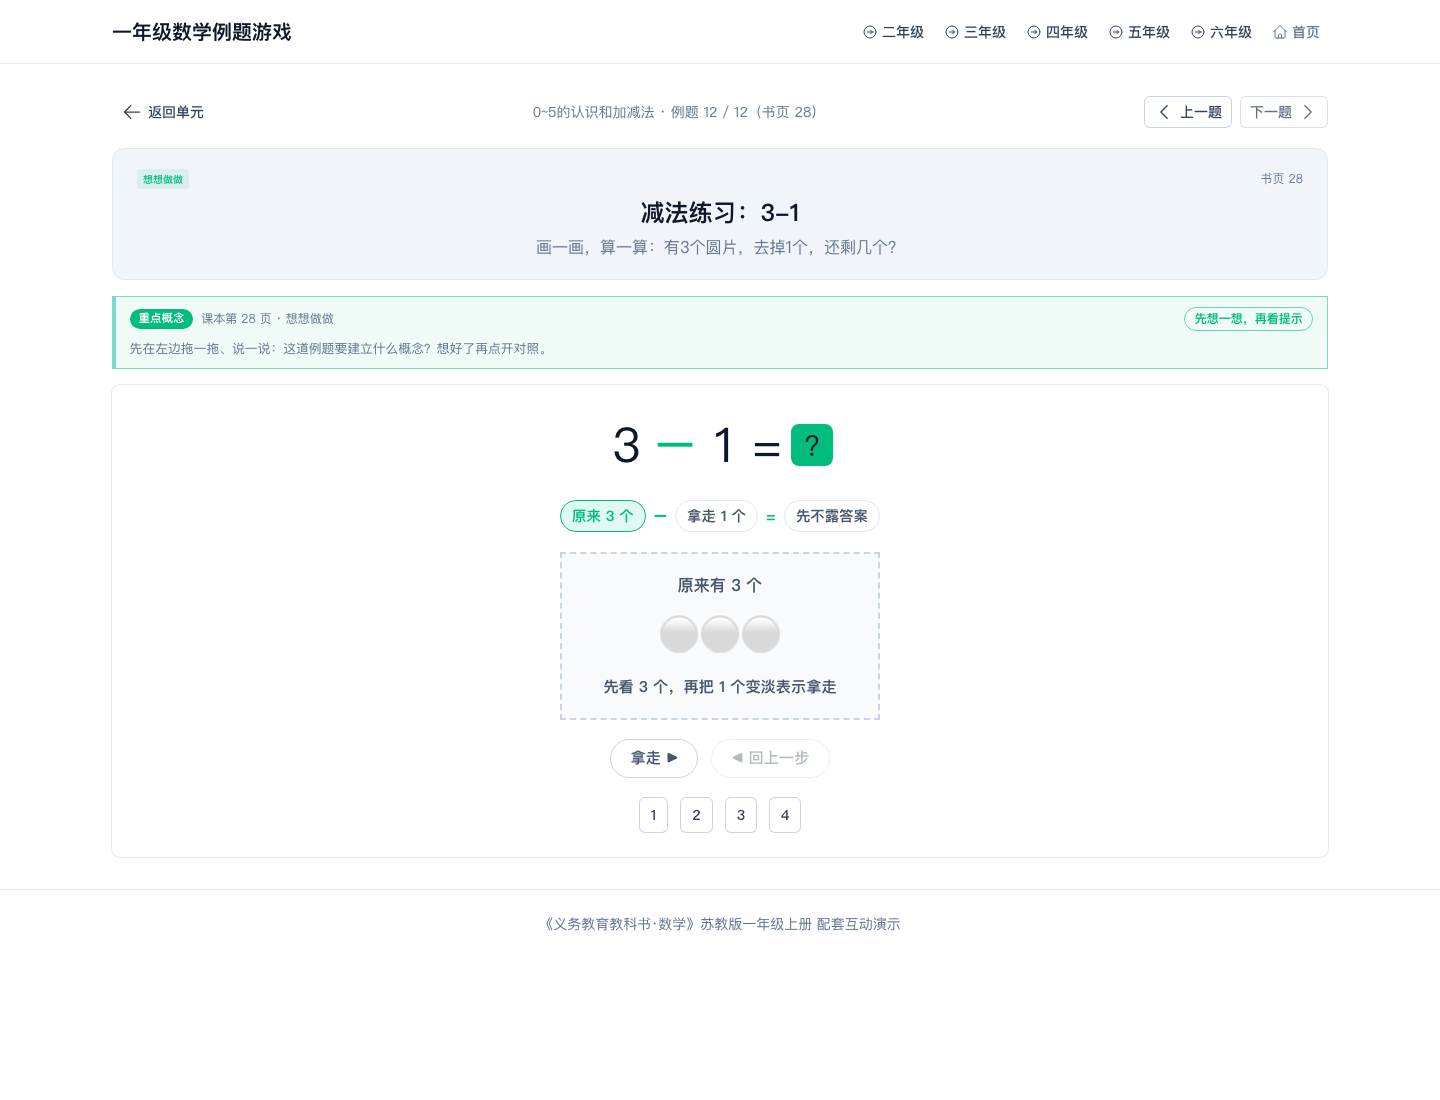 一年级数学例题游戏
二年级 三年级 四年级 五年级 六年级 首页
返回单元
0~5的认识和加减法 · 例题 12 / 12（书页 28）
上一题 下一题
想想做做
书页 28
减法练习：3–1
画一画，算一算：有3个圆片，去掉1个，还剩几个？
重点概念 课本第 28 页 · 想想做做
先想一想，再看提示
先在左边拖一拖、说一说：这道例题要建立什么概念？想好了再点开对照。
3 − 1 = ?
原来 3 个 − 拿走 1 个 = 先不露答案
原来有 3 个
先看 3 个，再把 1 个变淡表示拿走
拿走 ▶ ◀ 回上一步
1 2 3 4
《义务教育教科书·数学》苏教版一年级上册 配套互动演示